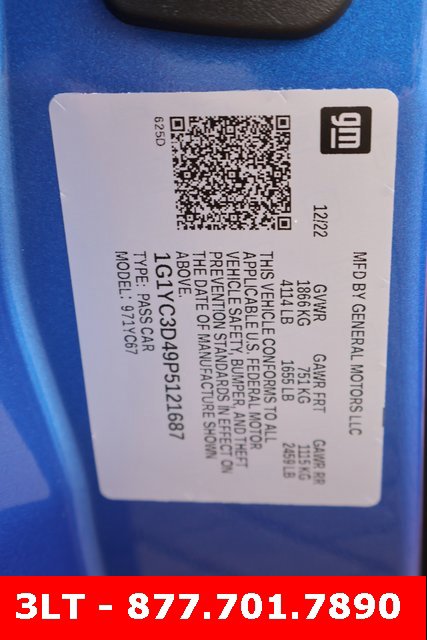 gm
MFD BY GENERAL MOTORS LLC
12/22 GVWR GAWR FRT GAWR RR
1866 KG 751 KG 1115 KG
4114 LB 1655 LB 2459 LB
THIS VEHICLE CONFORMS TO ALL
APPLICABLE U.S. FEDERAL MOTOR
VEHICLE SAFETY, BUMPER, AND THEFT
PREVENTION STANDARDS IN EFFECT ON
THE DATE OF MANUFACTURE SHOWN
ABOVE.
1G1YC3D49P5121687
TYPE: PASS CAR
MODEL: 971YC67
625D
3LT - 877.701.7890